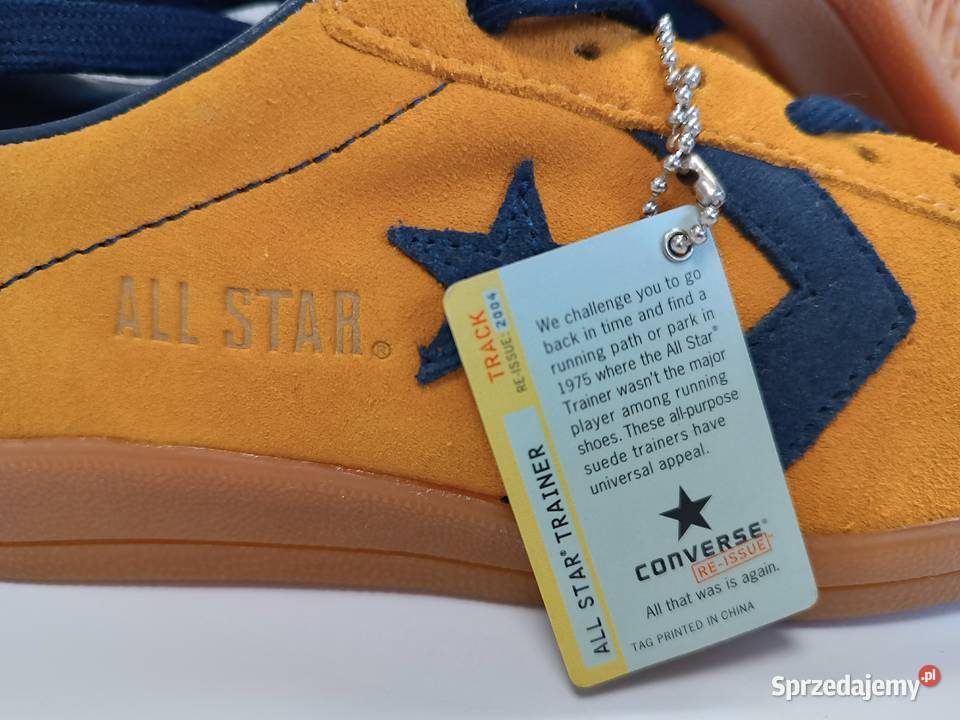 ALL STAR®
TRACK
RE-ISSUE: 2004
ALL STAR® TRAINER
We challenge you to go
back in time and find a
running path or park in
1975 where the All Star®
Trainer wasn't the major
player among running
shoes. These all-purpose
suede trainers have
universal appeal.
CONVERSE®
RE-ISSUE™
All that was is again.
TAG PRINTED IN CHINA
Sprzedajemy.pl